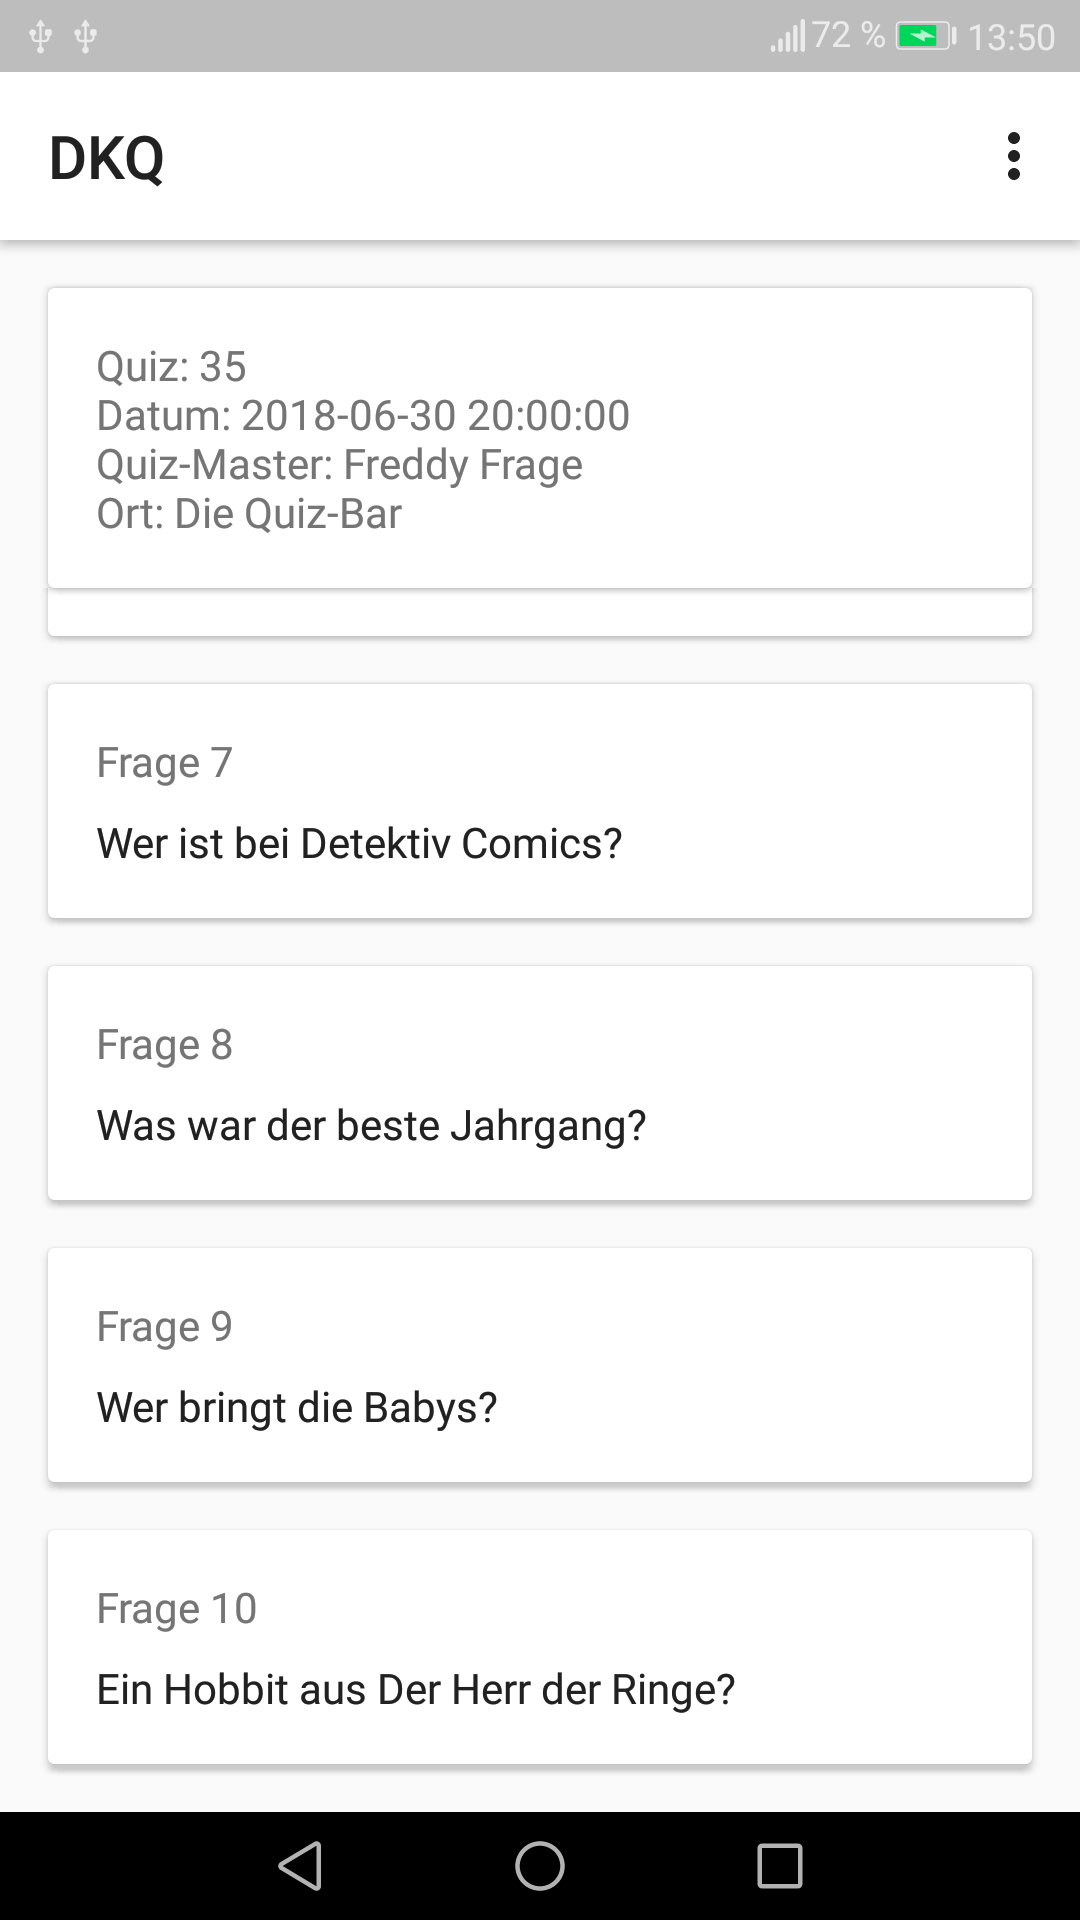 72 % 13:50
DKQ
Quiz: 35
Datum: 2018-06-30 20:00:00
Quiz-Master: Freddy Frage
Ort: Die Quiz-Bar
Frage 7
Wer ist bei Detektiv Comics?
Frage 8
Was war der beste Jahrgang?
Frage 9
Wer bringt die Babys?
Frage 10
Ein Hobbit aus Der Herr der Ringe?